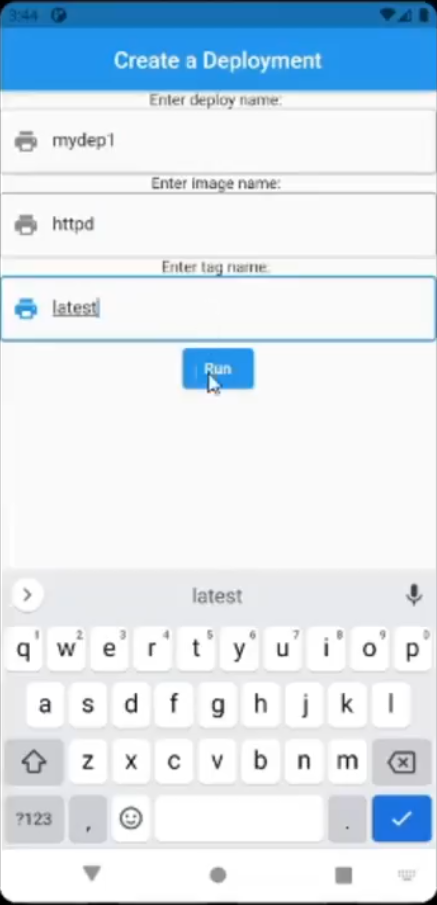 3:44
Create a Deployment
Enter deploy name:
mydep1
Enter image name:
httpd
Enter tag name:
latest
Run
latest
q1 w2 e3 r4 t5 y6 u7 i8 o9 p0
a s d f g h j k l
z x c v b n m
?123 , .